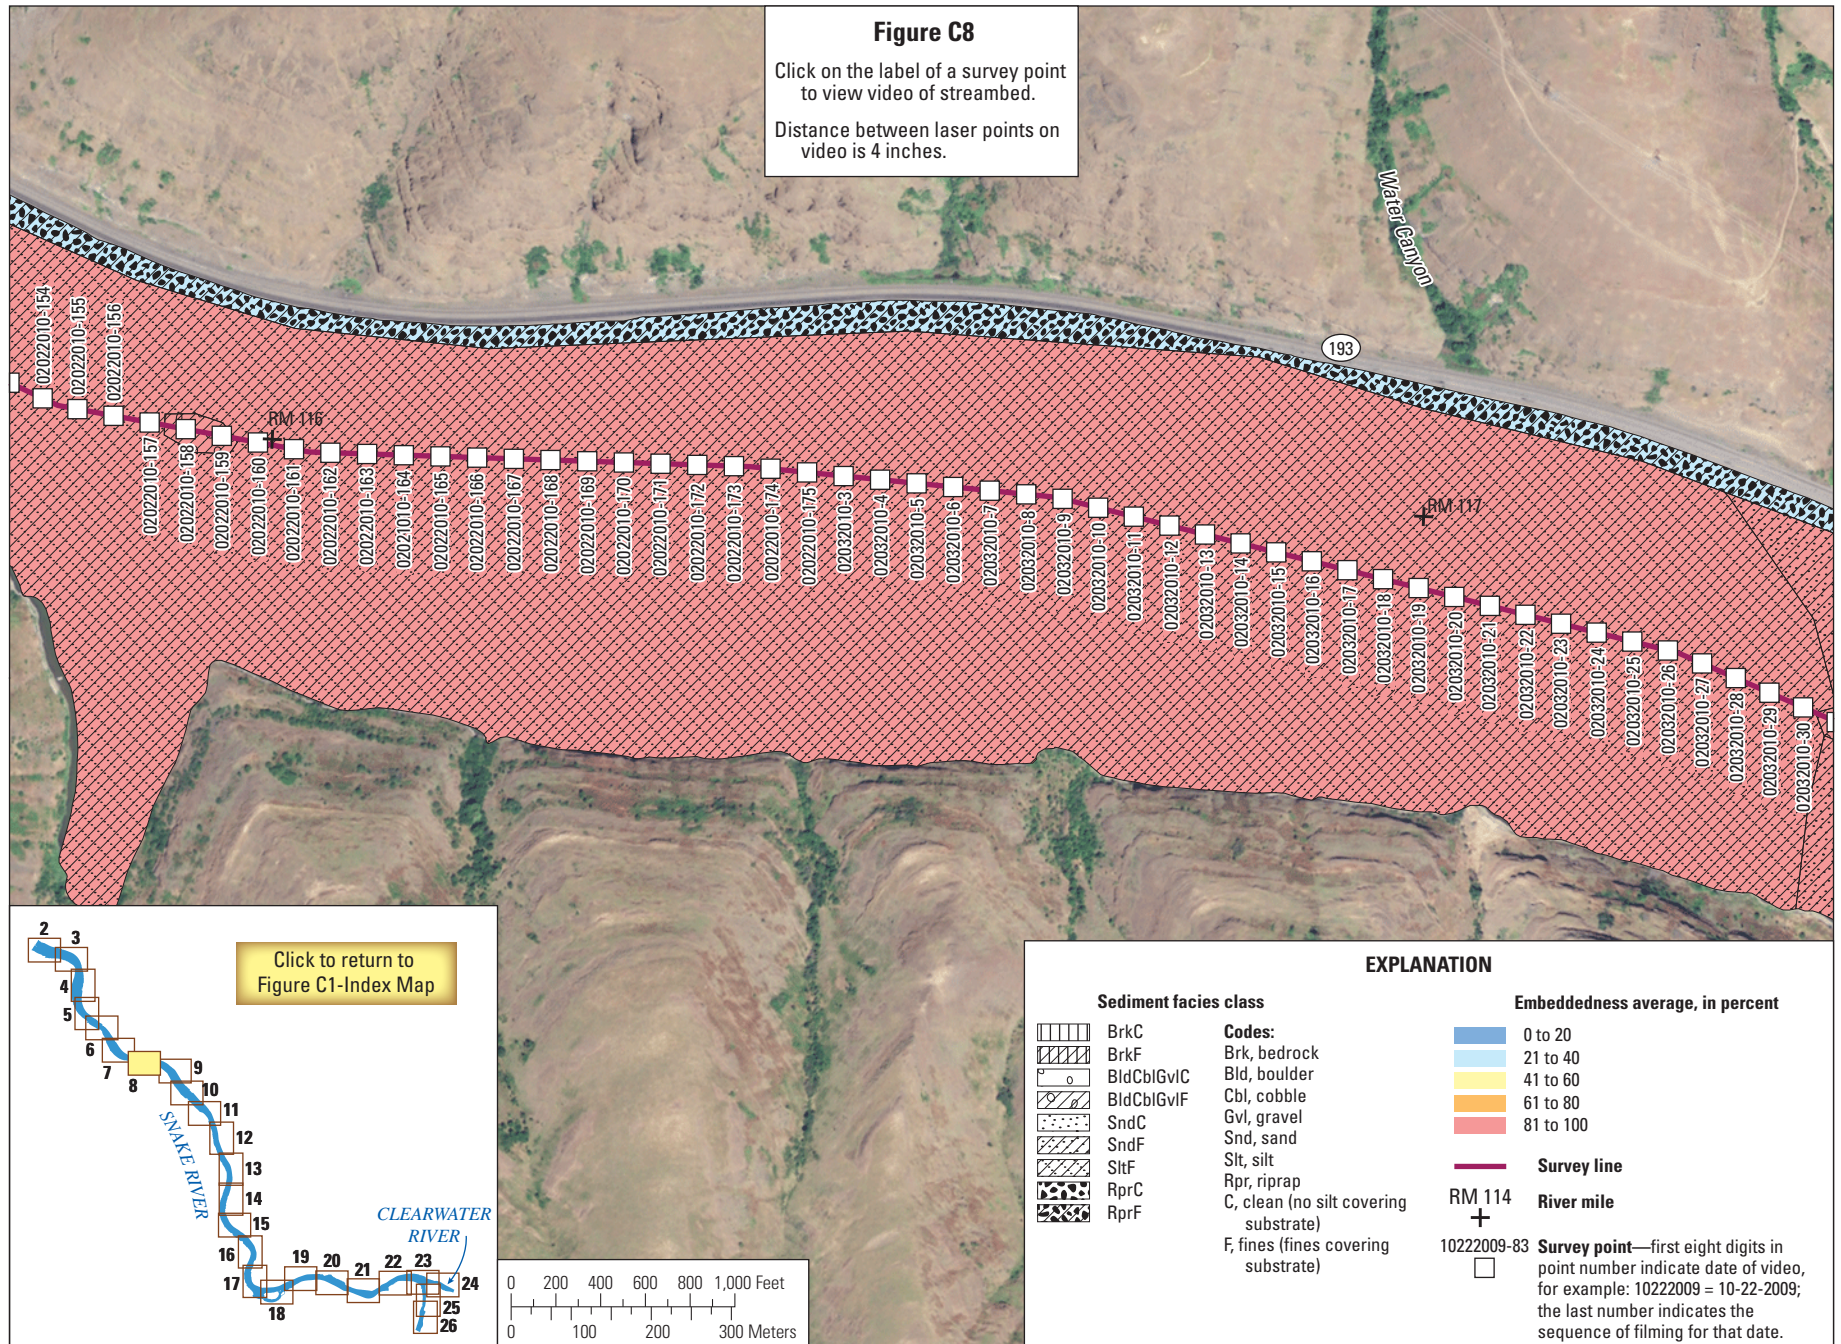 Figure C8
Click on the label of a survey point
to view video of streambed.
Distance between laser points on
video is 4 inches.
Water Canyon
193
RM 116
RM 117
02022010-154
02022010-155
02022010-156
02022010-157
02022010-158
02022010-159
02022010-160
02022010-161
02022010-162
02022010-163
02022010-164
02022010-165
02022010-166
02022010-167
02022010-168
02022010-169
02022010-170
02022010-171
02022010-172
02022010-173
02022010-174
02022010-175
02032010-3
02032010-4
02032010-5
02032010-6
02032010-7
02032010-8
02032010-9
02032010-10
02032010-11
02032010-12
02032010-13
02032010-14
02032010-15
02032010-16
02032010-17
02032010-18
02032010-19
02032010-20
02032010-21
02032010-22
02032010-23
02032010-24
02032010-25
02032010-26
02032010-27
02032010-28
02032010-29
02032010-30
Click to return to
Figure C1-Index Map
2
3
4
5
6
7
8
9
10
11
12
13
14
15
16
17
18
19
20
21
22
23
24
25
26
SNAKE RIVER
CLEARWATER
RIVER
0 200 400 600 800 1,000 Feet
0 100 200 300 Meters
EXPLANATION
Sediment facies class
BrkC
BrkF
BldCblGvlC
BldCblGvlF
SndC
SndF
SltF
RprC
RprF
Codes:
Brk, bedrock
Bld, boulder
Cbl, cobble
Gvl, gravel
Snd, sand
Slt, silt
Rpr, riprap
C, clean (no silt covering
substrate)
F, fines (fines covering
substrate)
Embeddedness average, in percent
0 to 20
21 to 40
41 to 60
61 to 80
81 to 100
Survey line
RM 114 River mile
10222009-83 Survey point—first eight digits in
point number indicate date of video,
for example: 10222009 = 10-22-2009;
the last number indicates the
sequence of filming for that date.